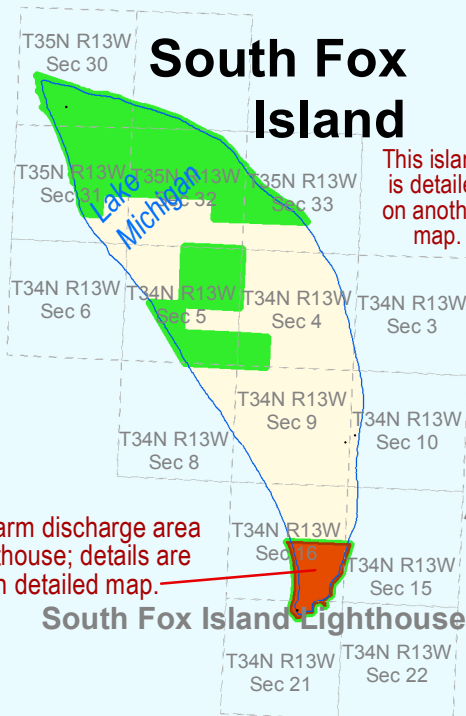 T35N R13W
Sec 30
South Fox
Island
This islan
is detaile
on anoth
map.
T35N R13W
Sec 31
T35N R13W
Sec 32
T35N R13W
Sec 33
Lake
Michigan
T34N R13W
Sec 6
T34N R13W
Sec 5
T34N R13W
Sec 4
T34N R13W
Sec 3
T34N R13W
Sec 9
T34N R13W
Sec 10
T34N R13W
Sec 8
arm discharge area
thouse; details are
n detailed map.
T34N R13W
Sec 16
T34N R13W
Sec 15
South Fox Island Lighthouse
T34N R13W
Sec 21
T34N R13W
Sec 22